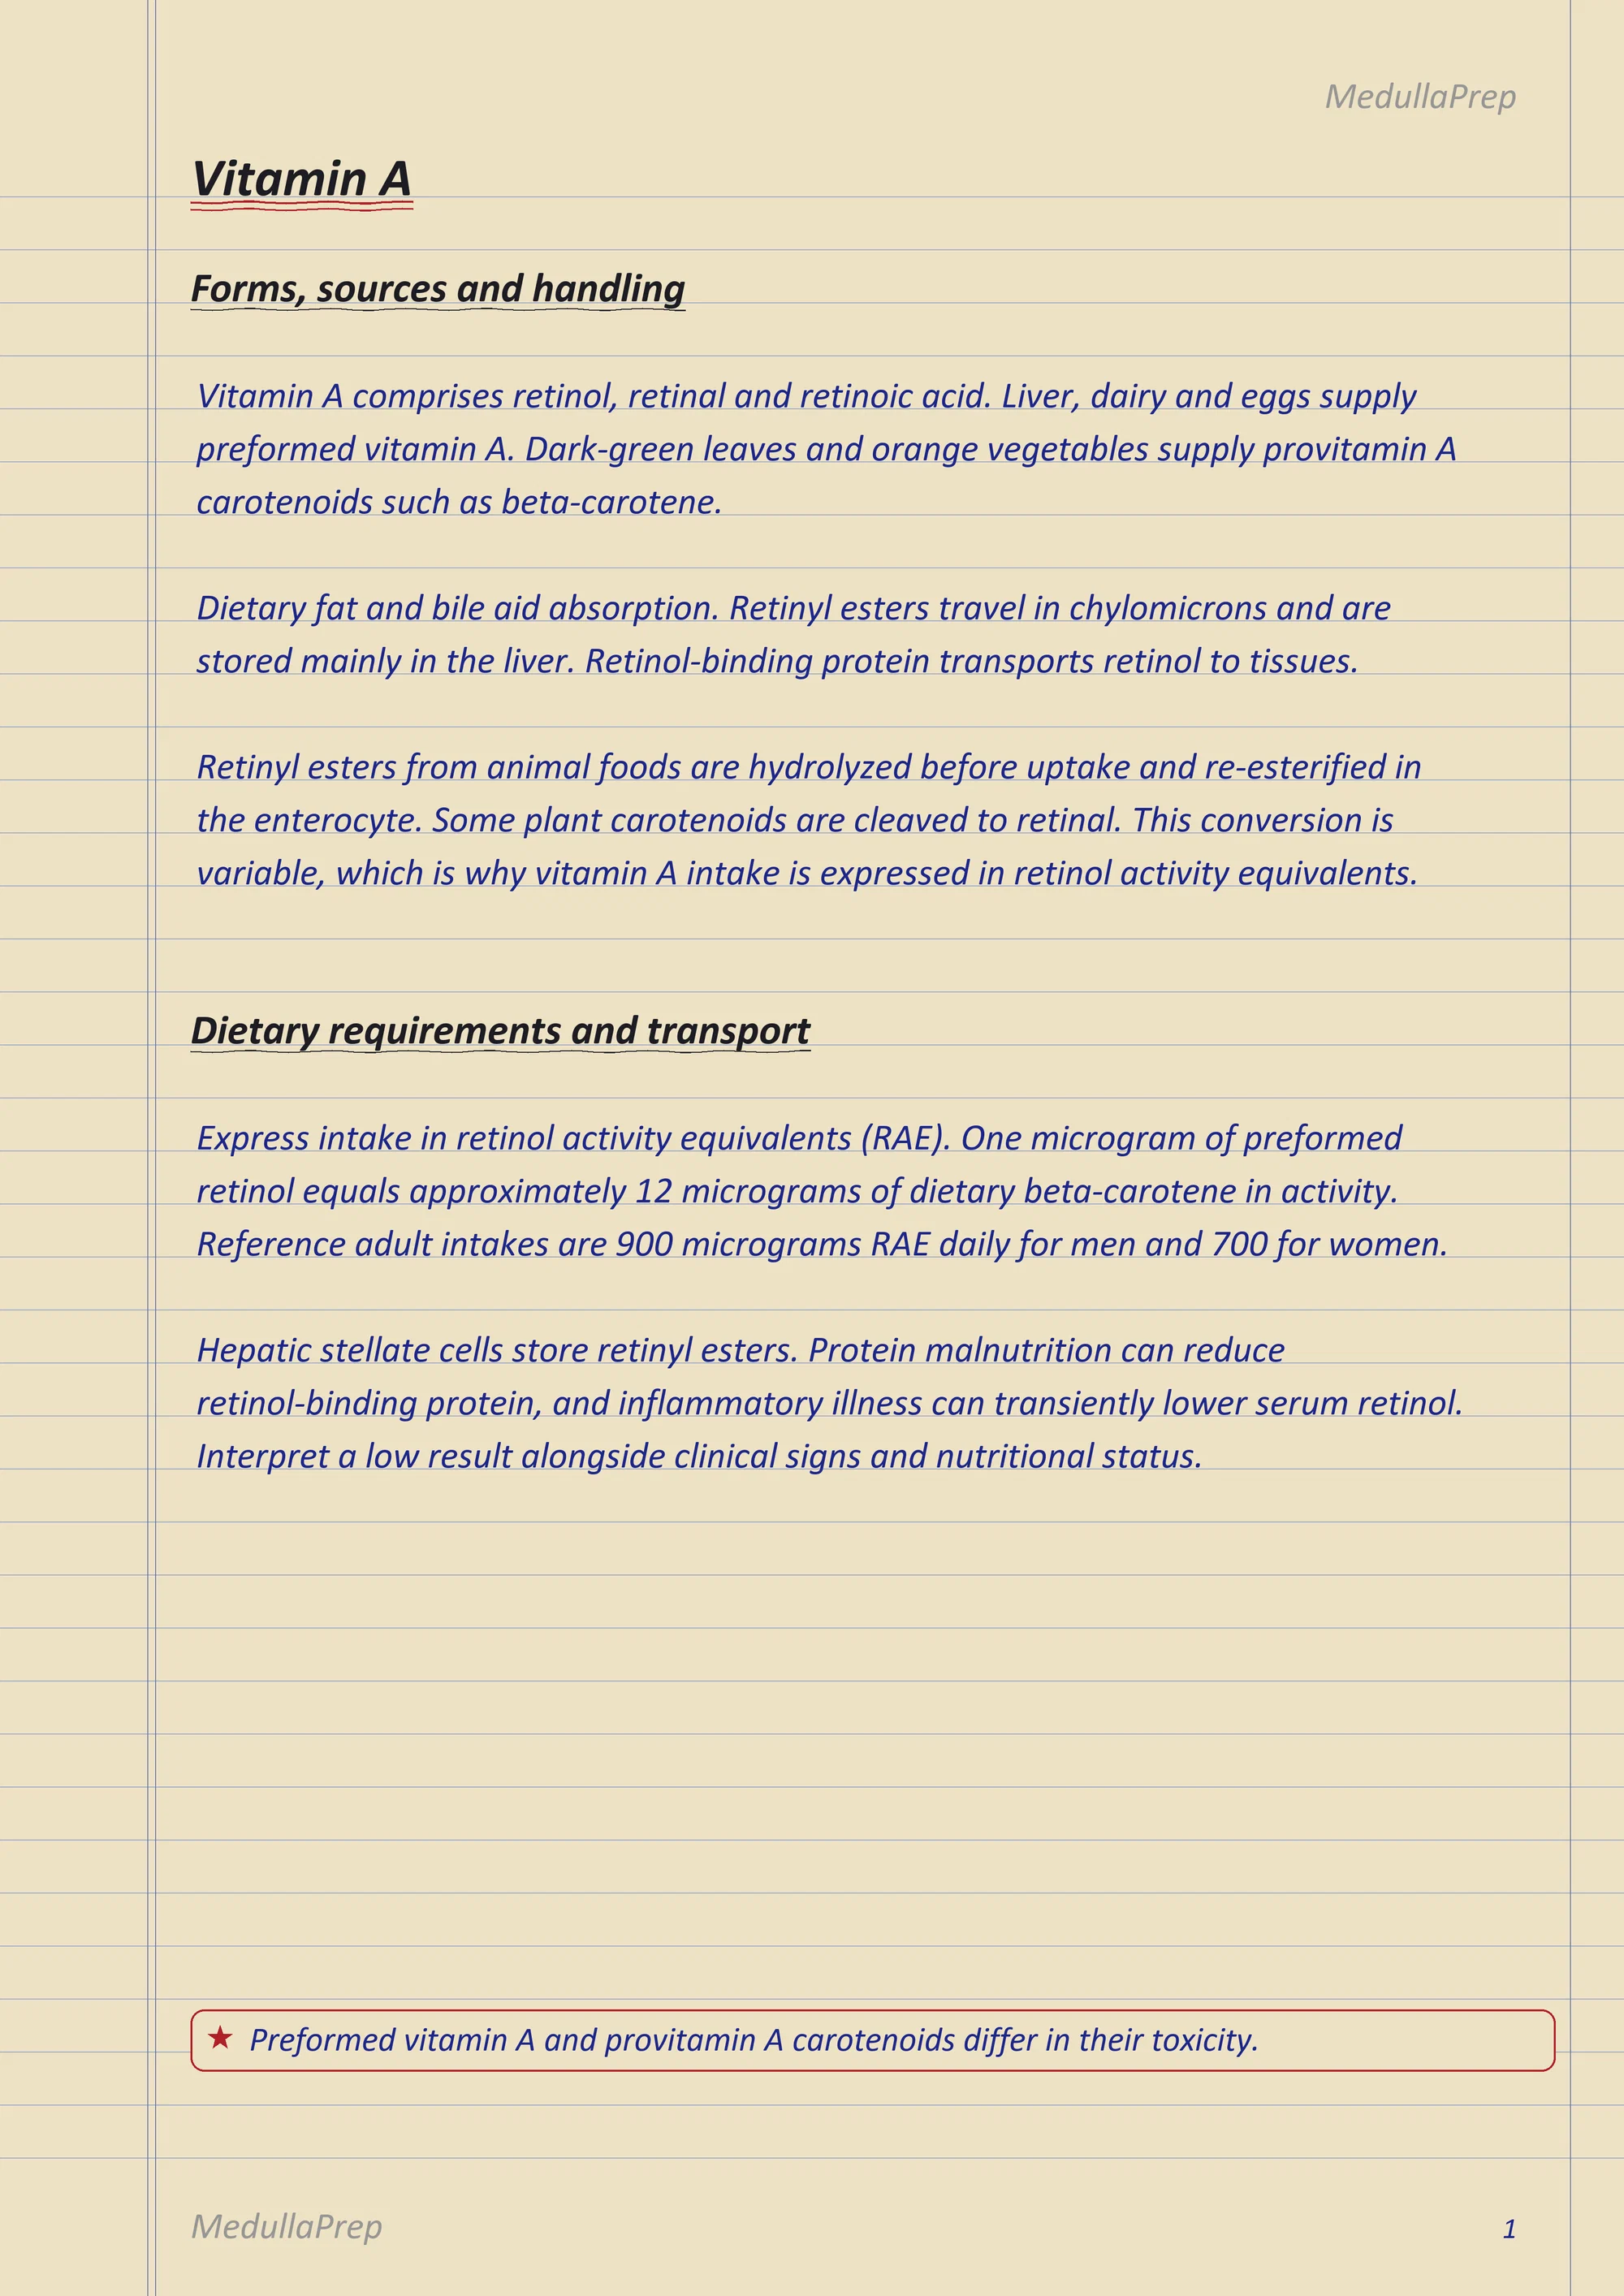 MedullaPrep
Vitamin A
Forms, sources and handling
Vitamin A comprises retinol, retinal and retinoic acid. Liver, dairy and eggs supply
preformed vitamin A. Dark-green leaves and orange vegetables supply provitamin A
carotenoids such as beta-carotene.
Dietary fat and bile aid absorption. Retinyl esters travel in chylomicrons and are
stored mainly in the liver. Retinol-binding protein transports retinol to tissues.
Retinyl esters from animal foods are hydrolyzed before uptake and re-esterified in
the enterocyte. Some plant carotenoids are cleaved to retinal. This conversion is
variable, which is why vitamin A intake is expressed in retinol activity equivalents.
Dietary requirements and transport
Express intake in retinol activity equivalents (RAE). One microgram of preformed
retinol equals approximately 12 micrograms of dietary beta-carotene in activity.
Reference adult intakes are 900 micrograms RAE daily for men and 700 for women.
Hepatic stellate cells store retinyl esters. Protein malnutrition can reduce
retinol-binding protein, and inflammatory illness can transiently lower serum retinol.
Interpret a low result alongside clinical signs and nutritional status.
★ Preformed vitamin A and provitamin A carotenoids differ in their toxicity.
MedullaPrep
1